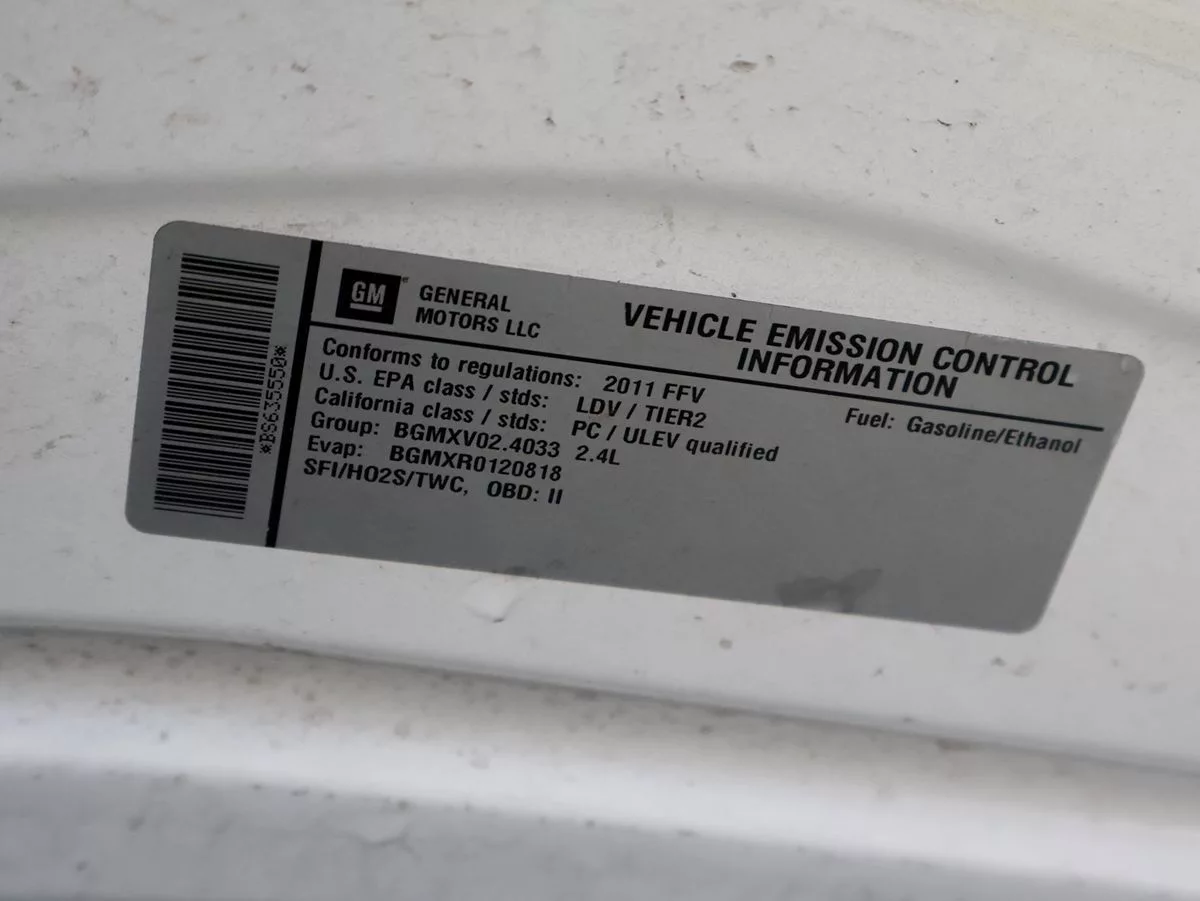 *BS635550*
GM
GENERAL
MOTORS LLC
VEHICLE EMISSION CONTROL
INFORMATION
Conforms to regulations: 2011 FFV
Fuel: Gasoline/Ethanol
U.S. EPA class / stds: LDV / TIER2
California class / stds: PC / ULEV qualified
Group: BGMXV02.4033 2.4L
Evap: BGMXR0120818
SFI/HO2S/TWC, OBD: II